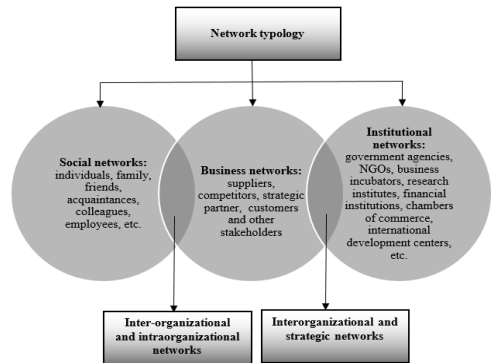 Network typology
Social networks:
individuals, family,
friends,
acquaintances,
colleagues,
employees, etc.
Business networks:
suppliers,
competitors, strategic
partner, customers
and other
stakeholders
Institutional
networks:
government agencies,
NGOs, business
incubators, research
institutes, financial
institutions, chambers
of commerce,
international
development centers,
etc.
Inter-organizational
and intraorganizational
networks
Interorganizational and
strategic networks